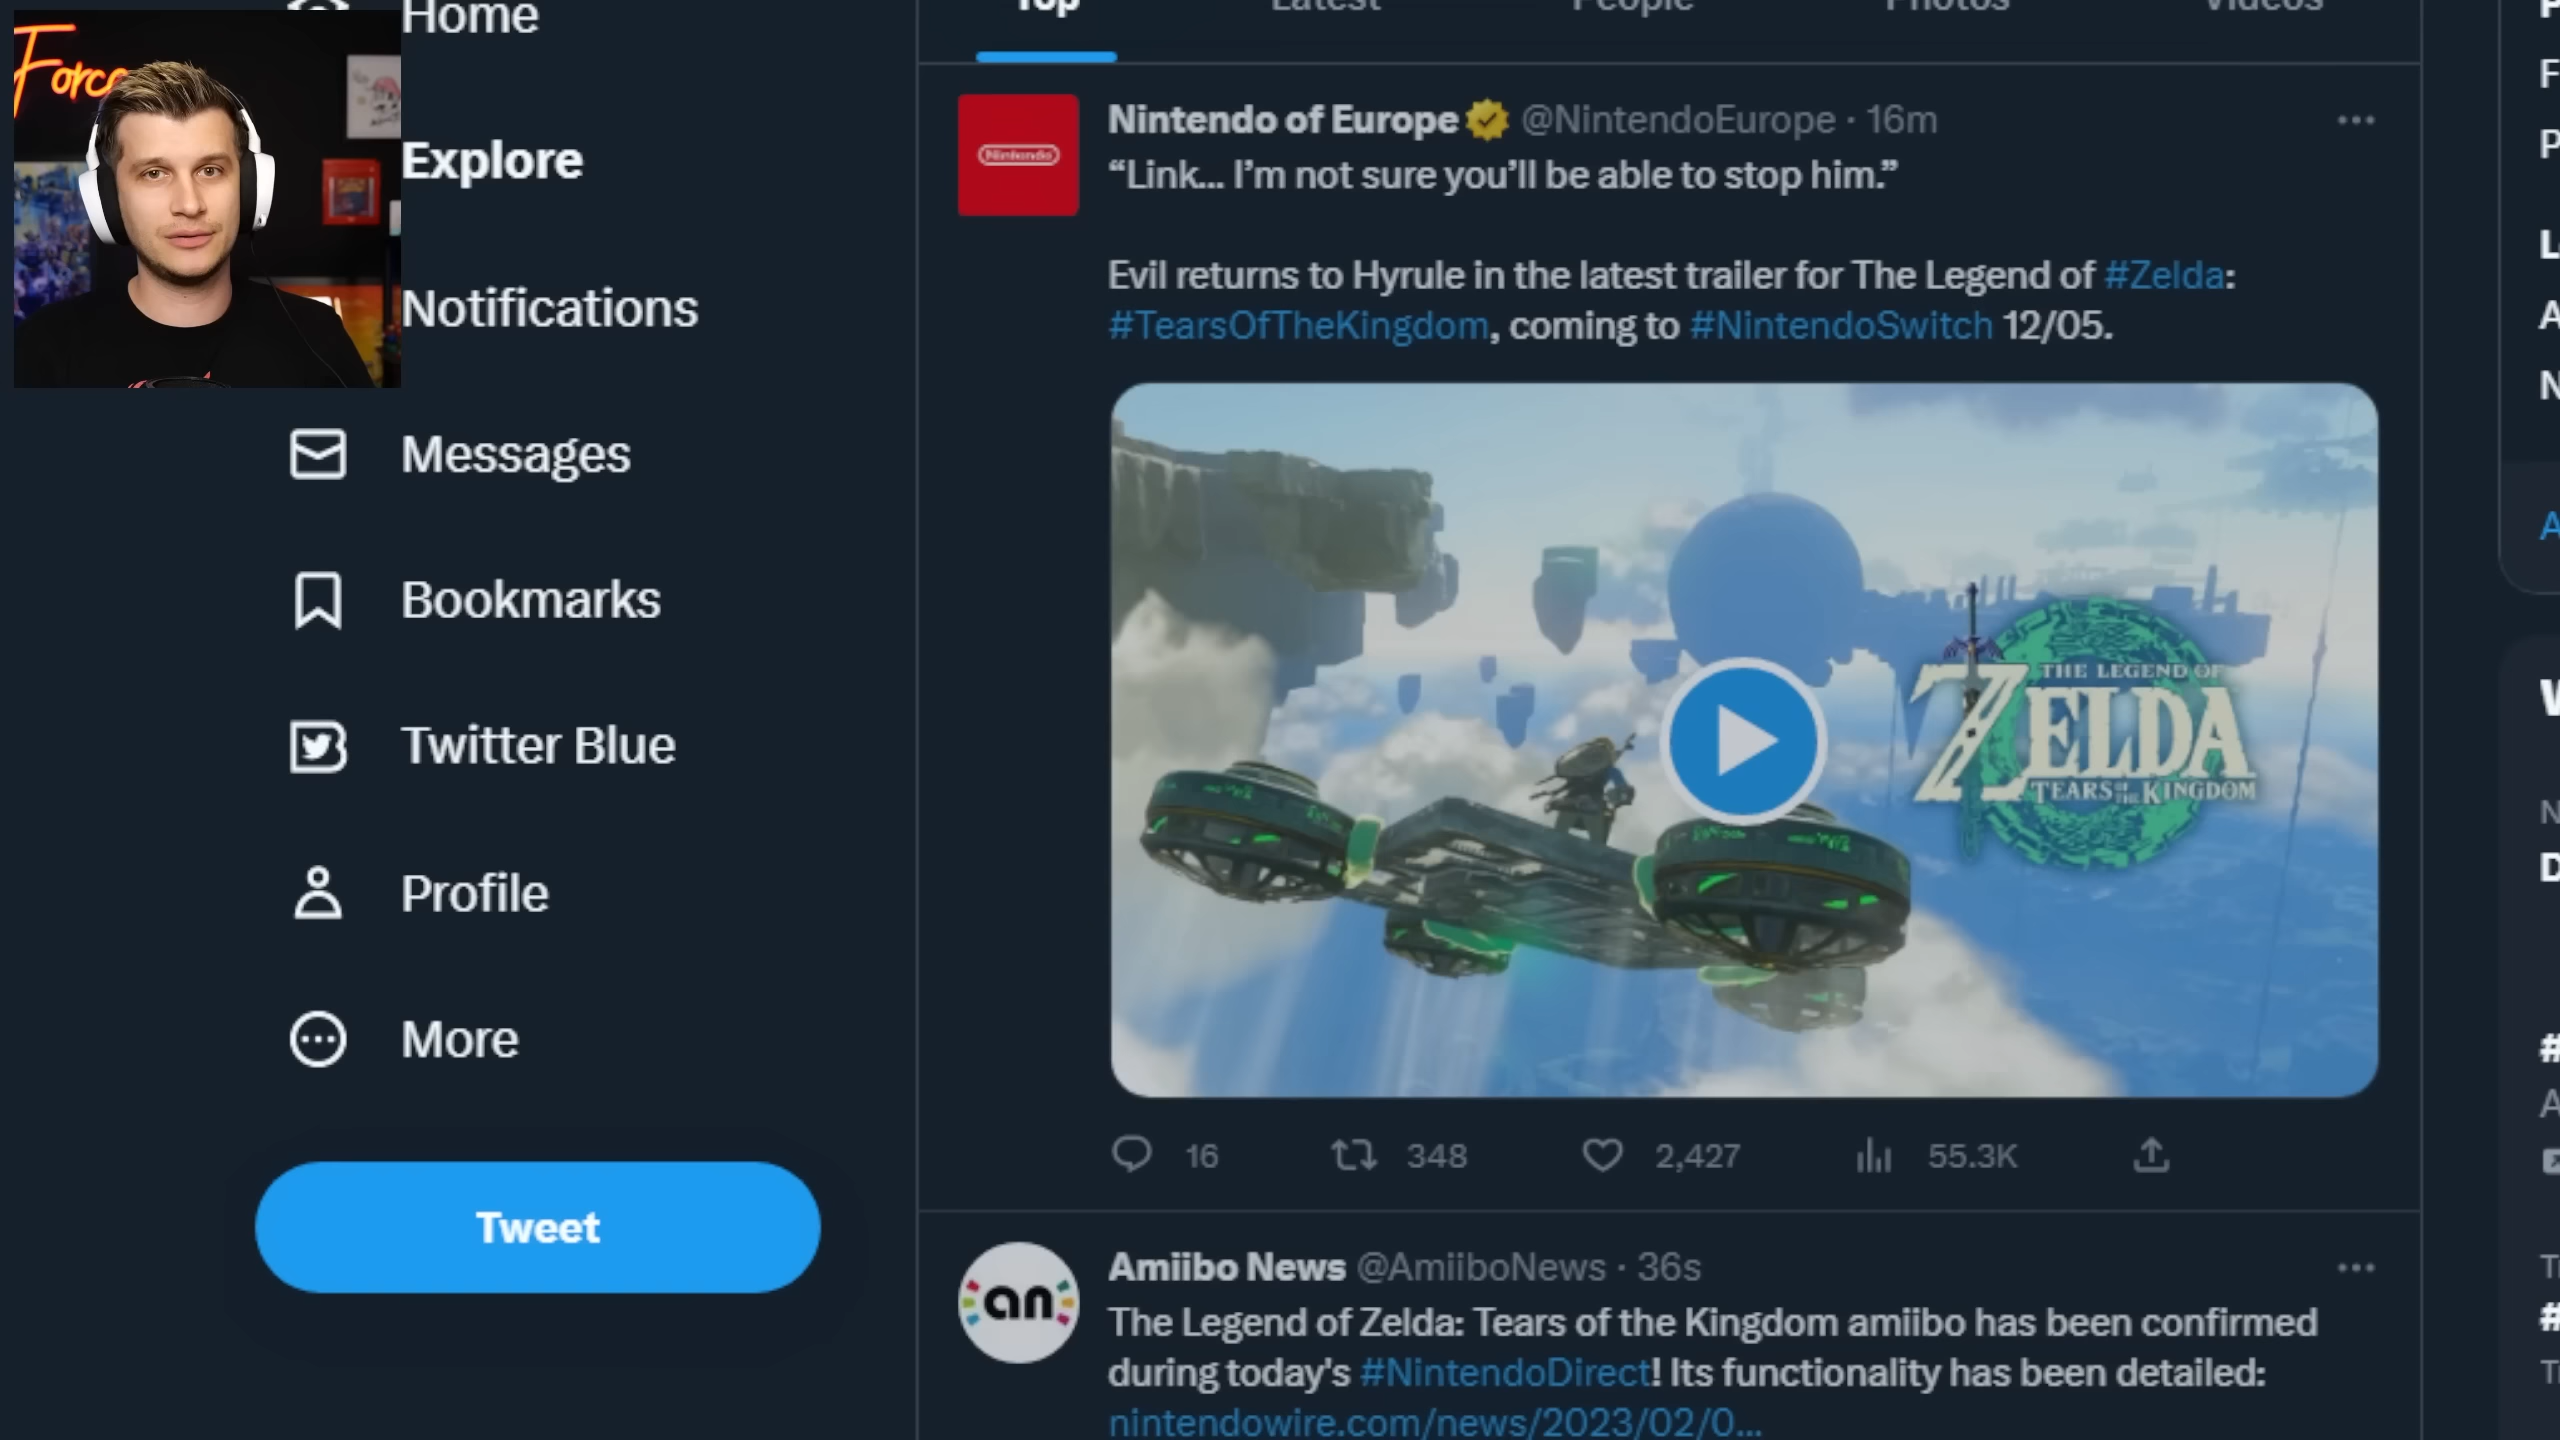 Force
Home
Explore
Notifications
Messages
Bookmarks
Twitter Blue
Profile
More
Tweet
Top Latest People Photos Videos
Nintendo
Nintendo of Europe @NintendoEurope · 16m
“Link... I’m not sure you’ll be able to stop him.”
Evil returns to Hyrule in the latest trailer for The Legend of #Zelda:
#TearsOfTheKingdom, coming to #NintendoSwitch 12/05.
THE LEGEND OF
ZELDA
TEARS OF THE KINGDOM
16 348 2,427 55.3K
an
Amiibo News @AmiiboNews · 36s
The Legend of Zelda: Tears of the Kingdom amiibo has been confirmed
during today's #NintendoDirect! Its functionality has been detailed:
nintendowire.com/news/2023/02/0...